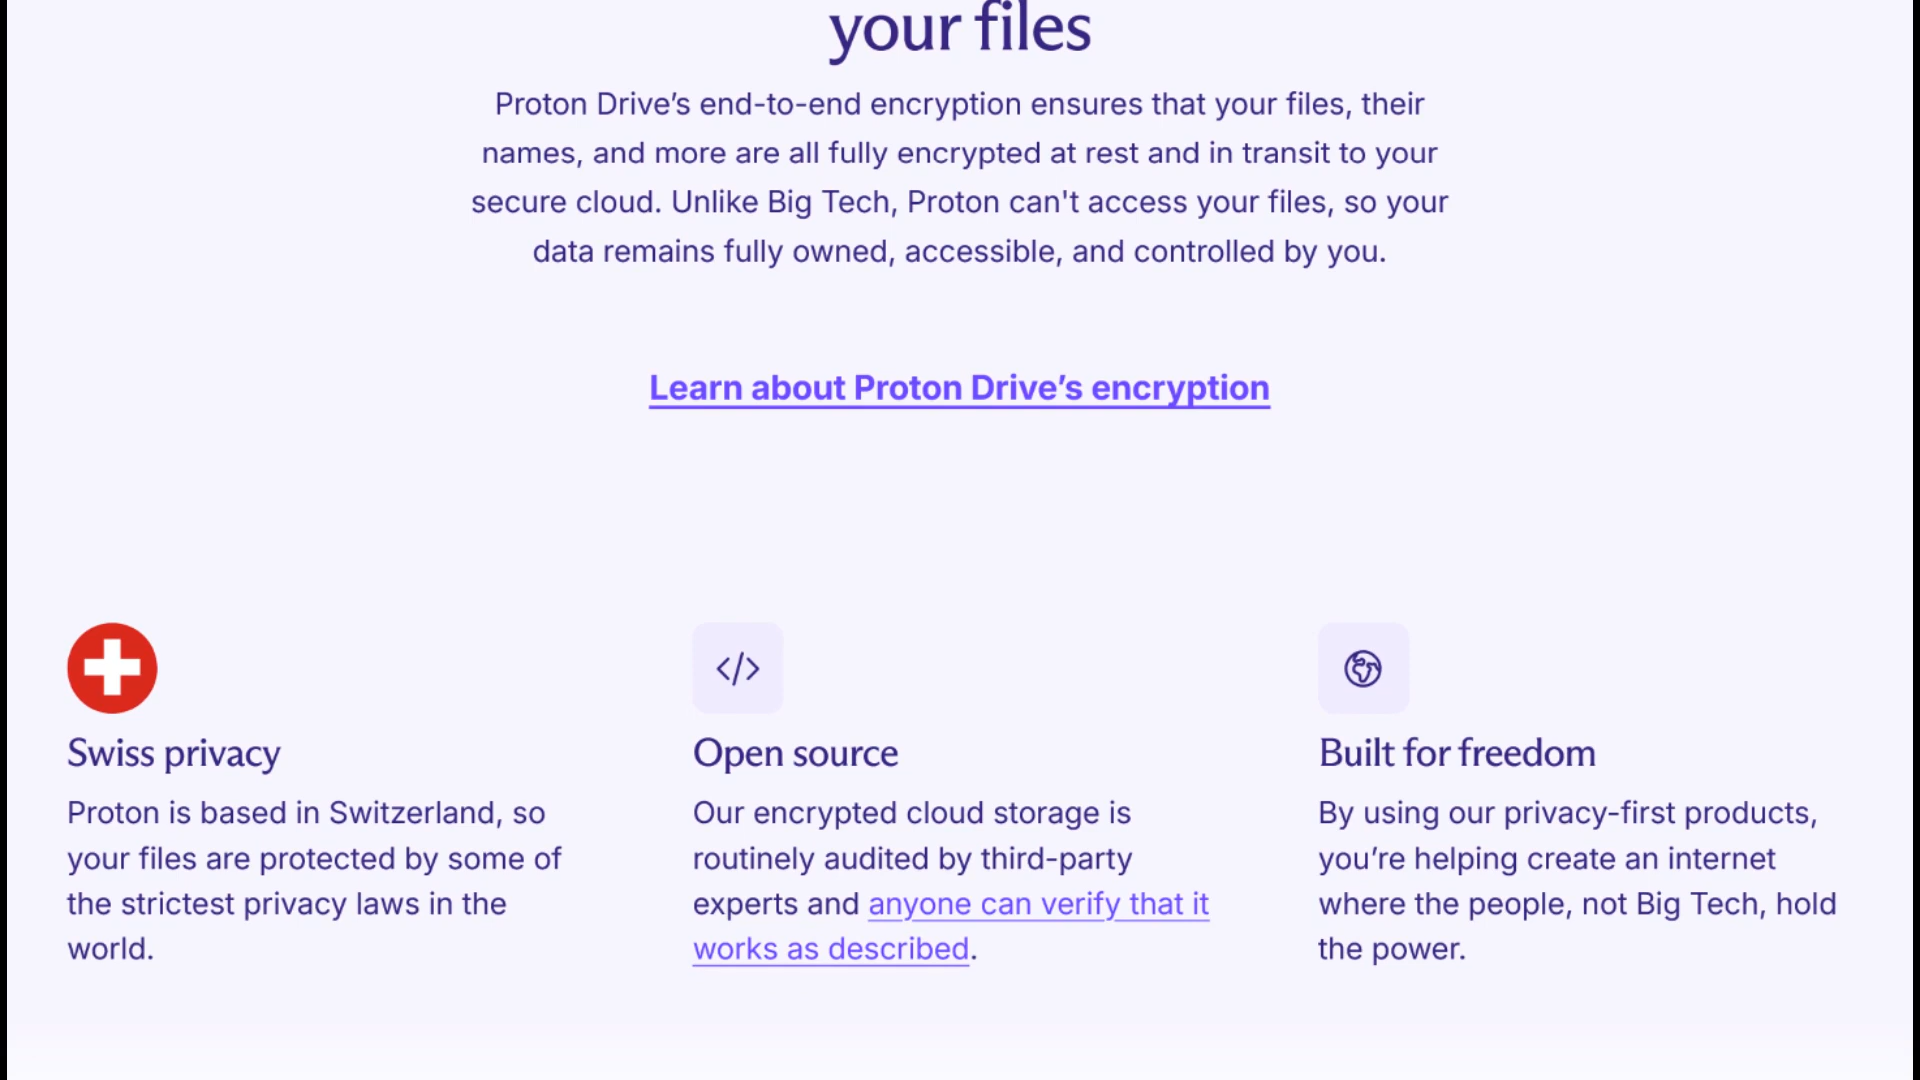 your files
Proton Drive’s end-to-end encryption ensures that your files, their
names, and more are all fully encrypted at rest and in transit to your
secure cloud. Unlike Big Tech, Proton can't access your files, so your
data remains fully owned, accessible, and controlled by you.
Learn about Proton Drive’s encryption
Swiss privacy
Proton is based in Switzerland, so
your files are protected by some of
the strictest privacy laws in the
world.
Open source
Our encrypted cloud storage is
routinely audited by third-party
experts and anyone can verify that it
works as described.
Built for freedom
By using our privacy-first products,
you’re helping create an internet
where the people, not Big Tech, hold
the power.